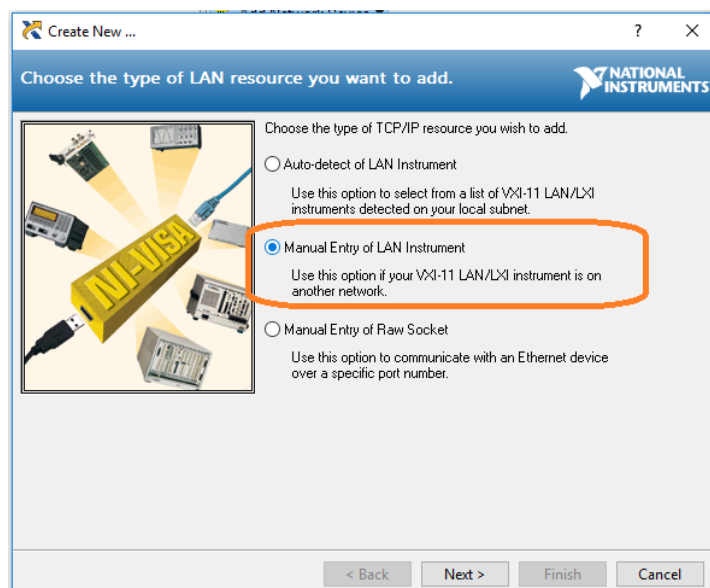 Create New ...
Choose the type of LAN resource you want to add.
NATIONAL
INSTRUMENTS
Choose the type of TCP/IP resource you wish to add.
Auto-detect of LAN Instrument
Use this option to select from a list of VXI-11 LAN/LXI
instruments detected on your local subnet.
Manual Entry of LAN Instrument
Use this option if your VXI-11 LAN/LXI instrument is on
another network.
Manual Entry of Raw Socket
Use this option to communicate with an Ethernet device
over a specific port number.
NI-VISA
< Back
Next >
Finish
Cancel